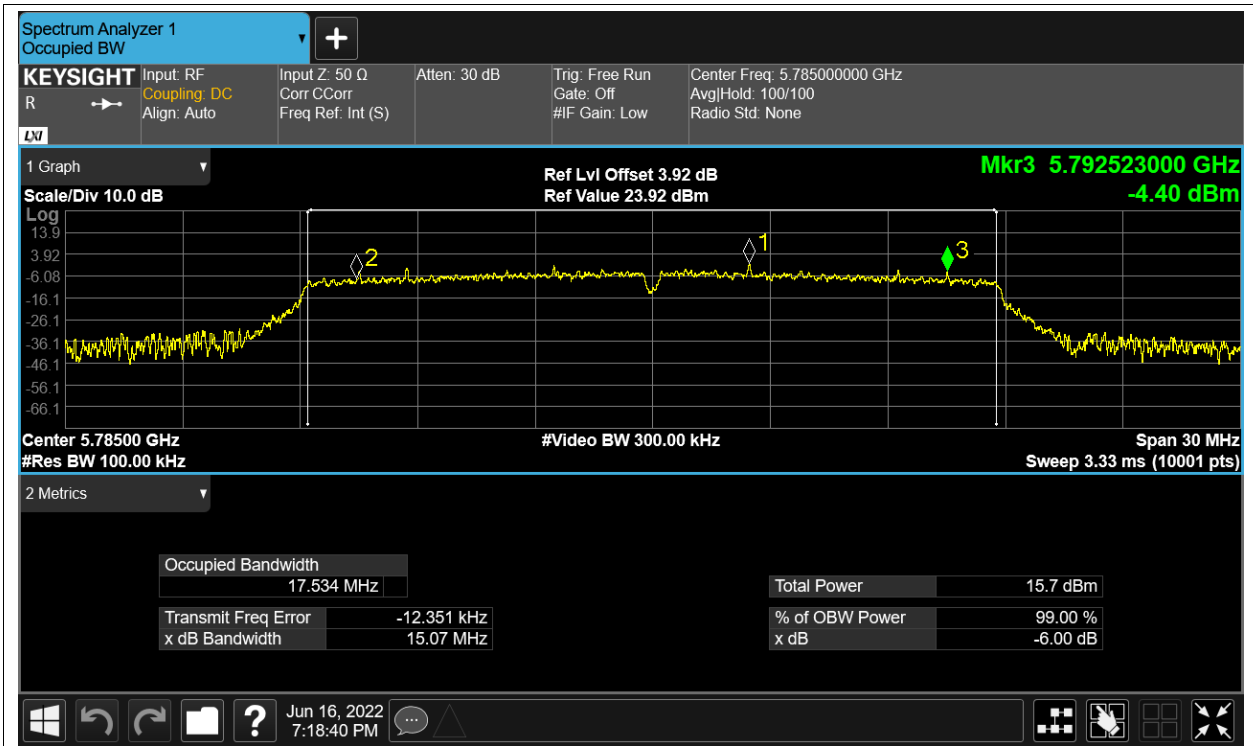 Spectrum Analyzer 1
Occupied BW
KEYSIGHT Input: RF Input Z: 50 Ω Atten: 30 dB Trig: Free Run Center Freq: 5.785000000 GHz
R Coupling: DC Corr CCorr Gate: Off Avg|Hold: 100/100
Align: Auto Freq Ref: Int (S) #IF Gain: Low Radio Std: None
LXI
1 Graph Ref Lvl Offset 3.92 dB Mkr3 5.792523000 GHz
Scale/Div 10.0 dB Ref Value 23.92 dBm -4.40 dBm
Log
13.9
3.92
-6.08
-16.1
-26.1
-36.1
-46.1
-56.1
-66.1
2
1
3
Center 5.78500 GHz #Video BW 300.00 kHz Span 30 MHz
#Res BW 100.00 kHz Sweep 3.33 ms (10001 pts)
2 Metrics
Occupied Bandwidth
17.534 MHz Total Power 15.7 dBm
Transmit Freq Error -12.351 kHz % of OBW Power 99.00 %
x dB Bandwidth 15.07 MHz x dB -6.00 dB
? Jun 16, 2022
7:18:40 PM